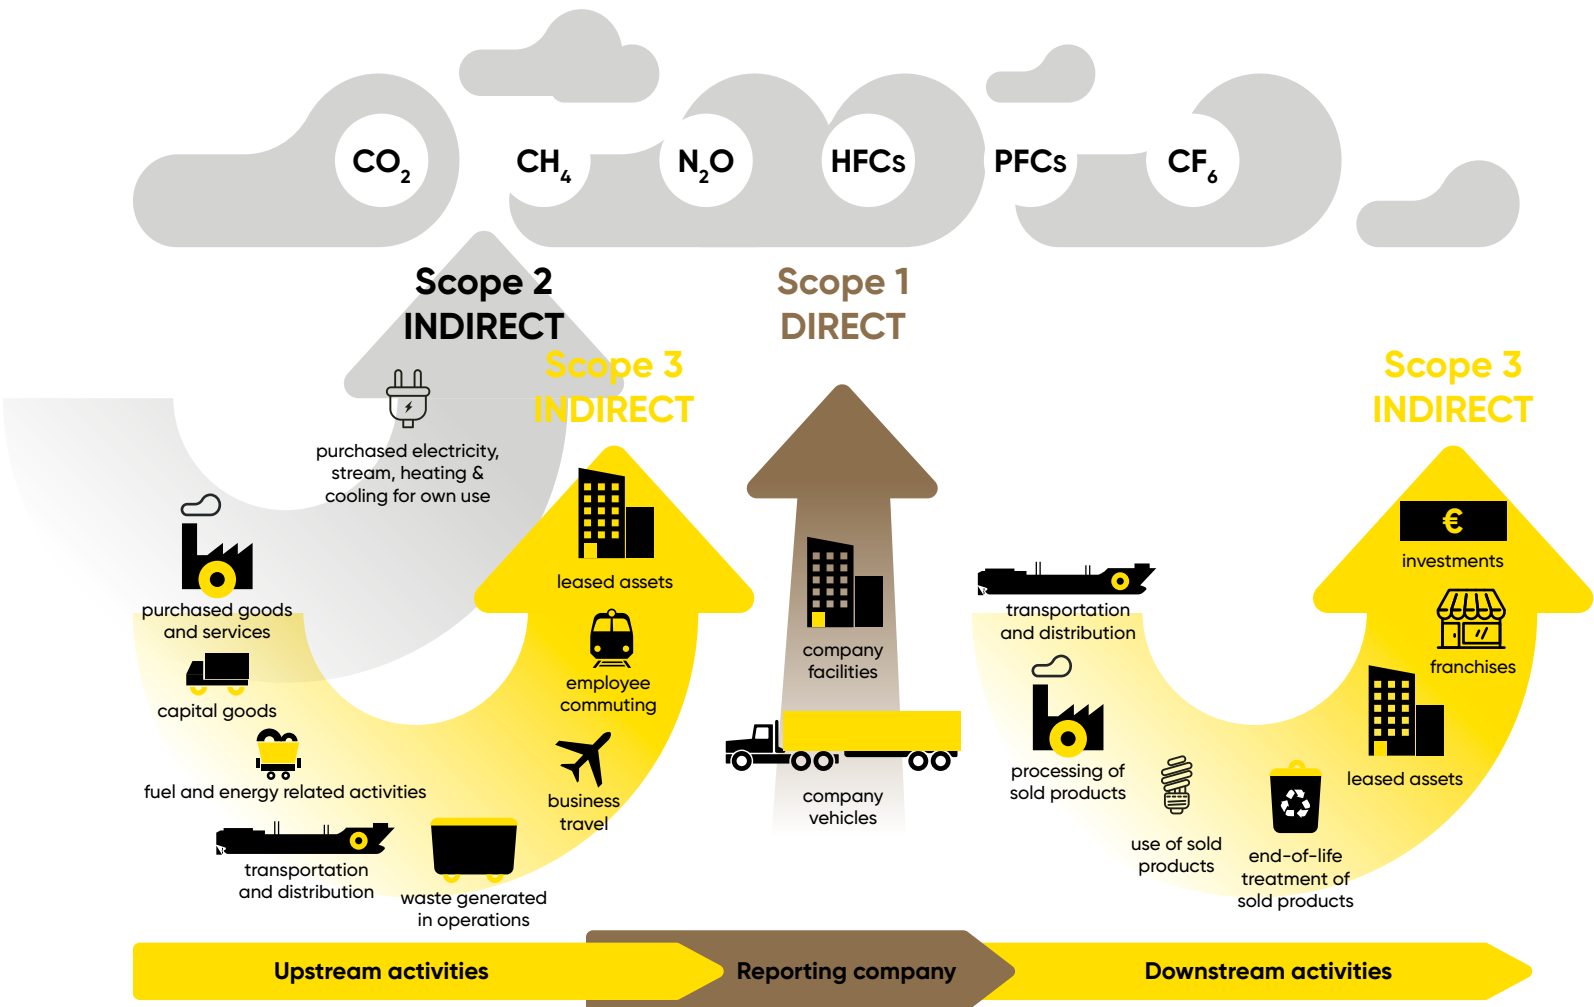 CO2
CH4
N2O
HFCs
PFCs
CF6
Scope 2
INDIRECT
Scope 1
DIRECT
Scope 3
INDIRECT
Scope 3
INDIRECT
purchased electricity,
stream, heating &
cooling for own use
purchased goods
and services
capital goods
fuel and energy related activities
transportation
and distribution
waste generated
in operations
business
travel
employee
commuting
leased assets
company
facilities
company
vehicles
transportation
and distribution
processing of
sold products
use of sold
products
end-of-life
treatment of
sold products
leased assets
franchises
€
investments
Upstream activities
Reporting company
Downstream activities